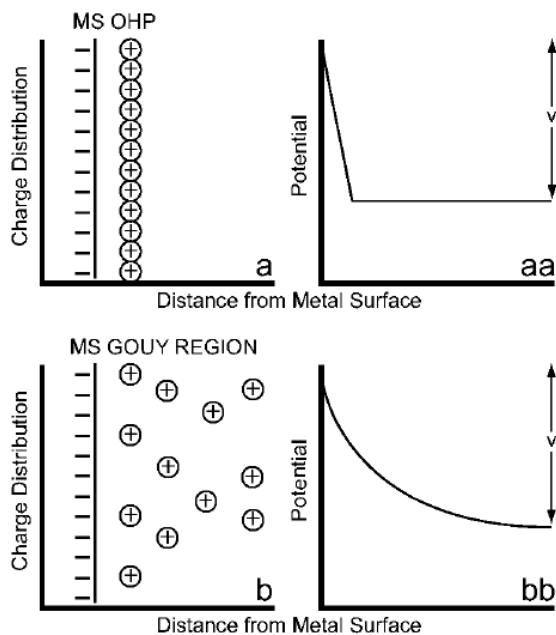 MS OHP
Charge Distribution
a
Potential
V
aa
Distance from Metal Surface
MS GOUY REGION
Charge Distribution
b
Potential
V
bb
Distance from Metal Surface